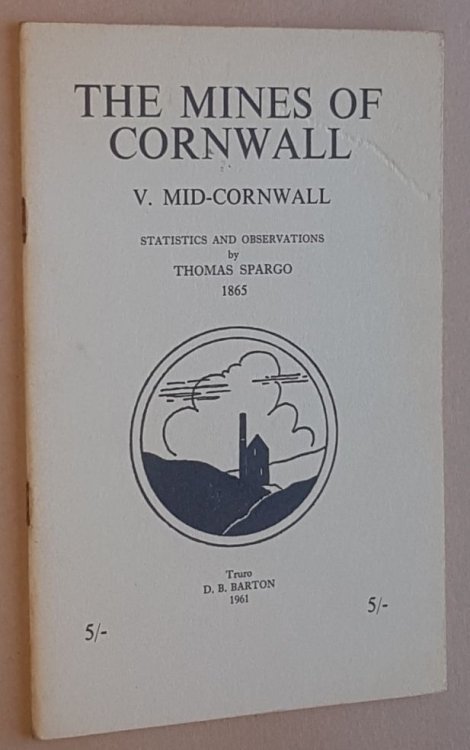 THE MINES OF
CORNWALL
V. MID-CORNWALL
STATISTICS AND OBSERVATIONS
by
THOMAS SPARGO
1865
Truro
D. B. BARTON
1961
5/-
5/-